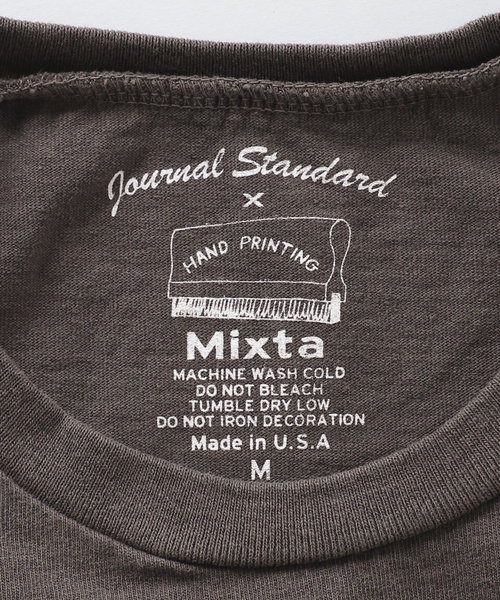 Journal Standard
X
HAND PRINTING
Mixta
MACHINE WASH COLD
DO NOT BLEACH
TUMBLE DRY LOW
DO NOT IRON DECORATION
Made in U.S.A
M